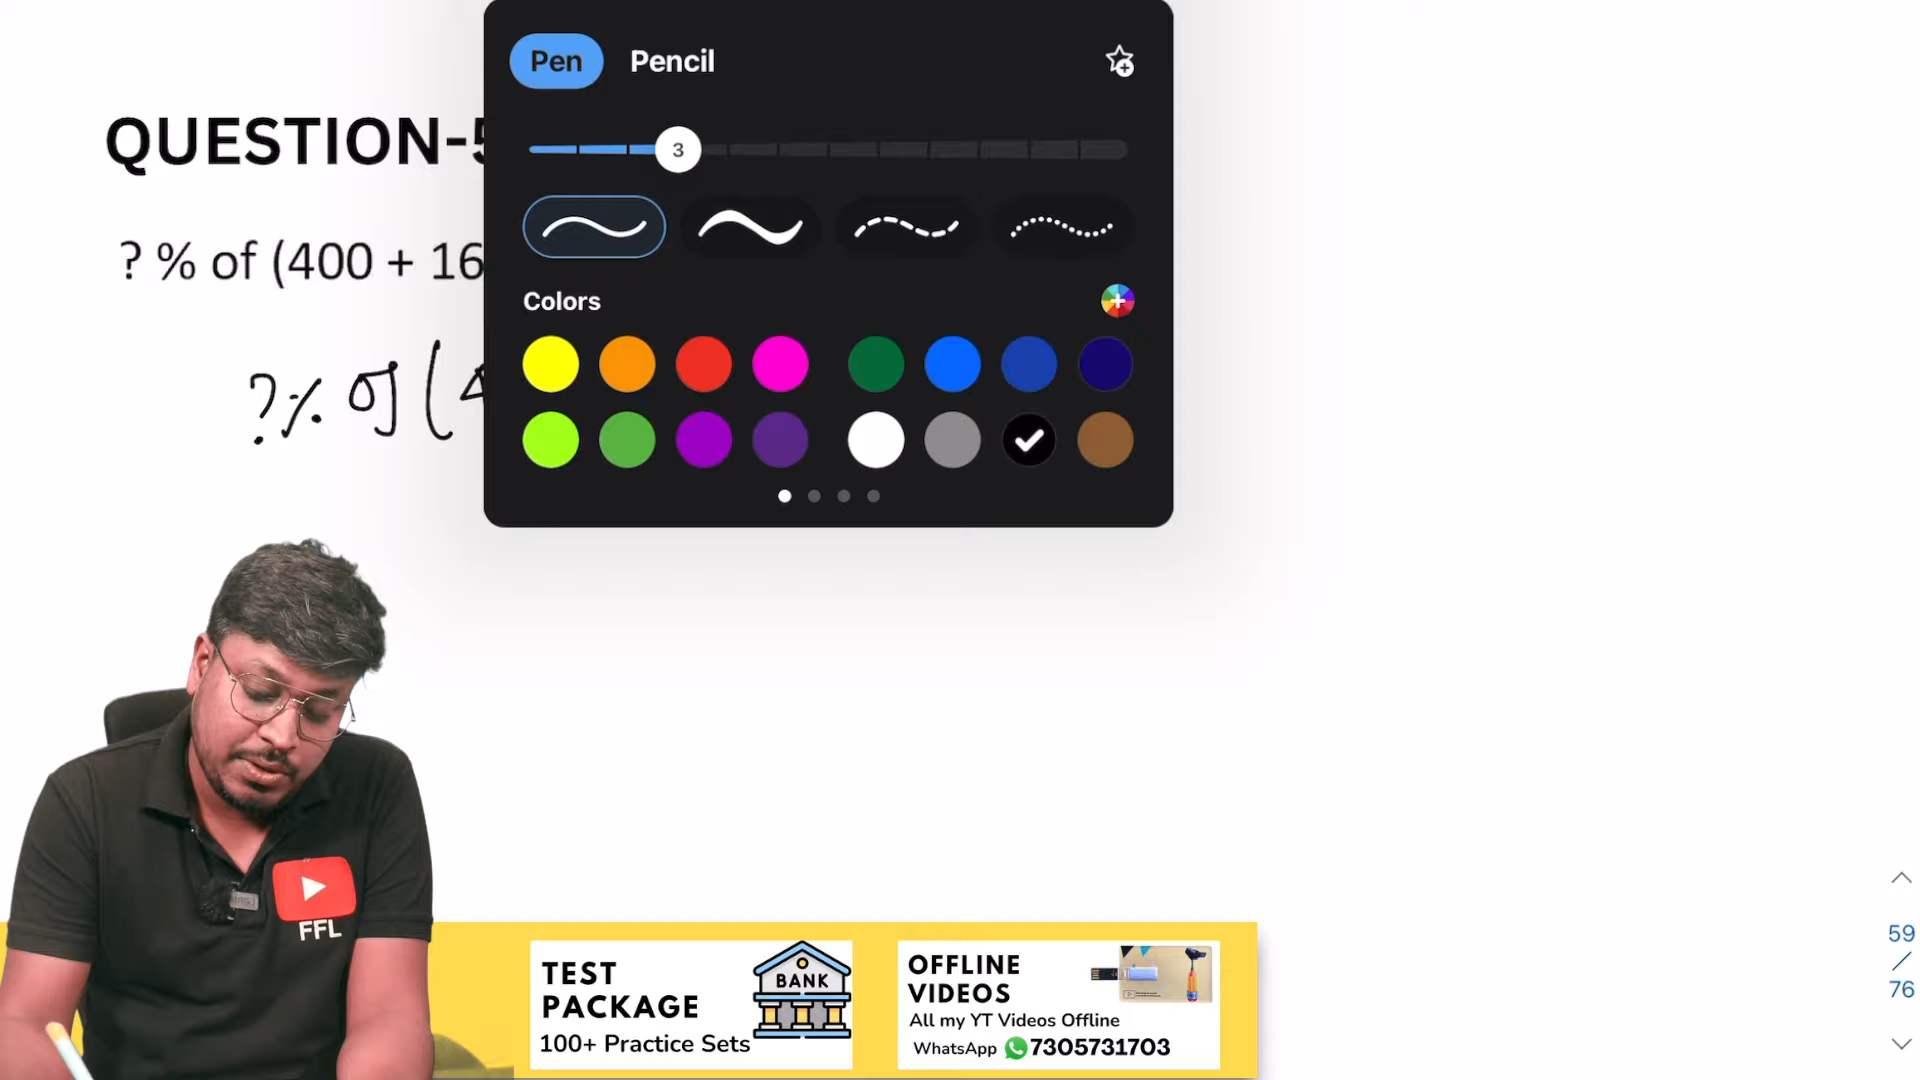 Pen Pencil
3
QUESTION-5
? % of (400 + 16
Colors
?% of (4
FFL
TEST
PACKAGE
100+ Practice Sets
BANK
OFFLINE
VIDEOS
All my YT Videos Offline
WhatsApp 7305731703
59
/
76